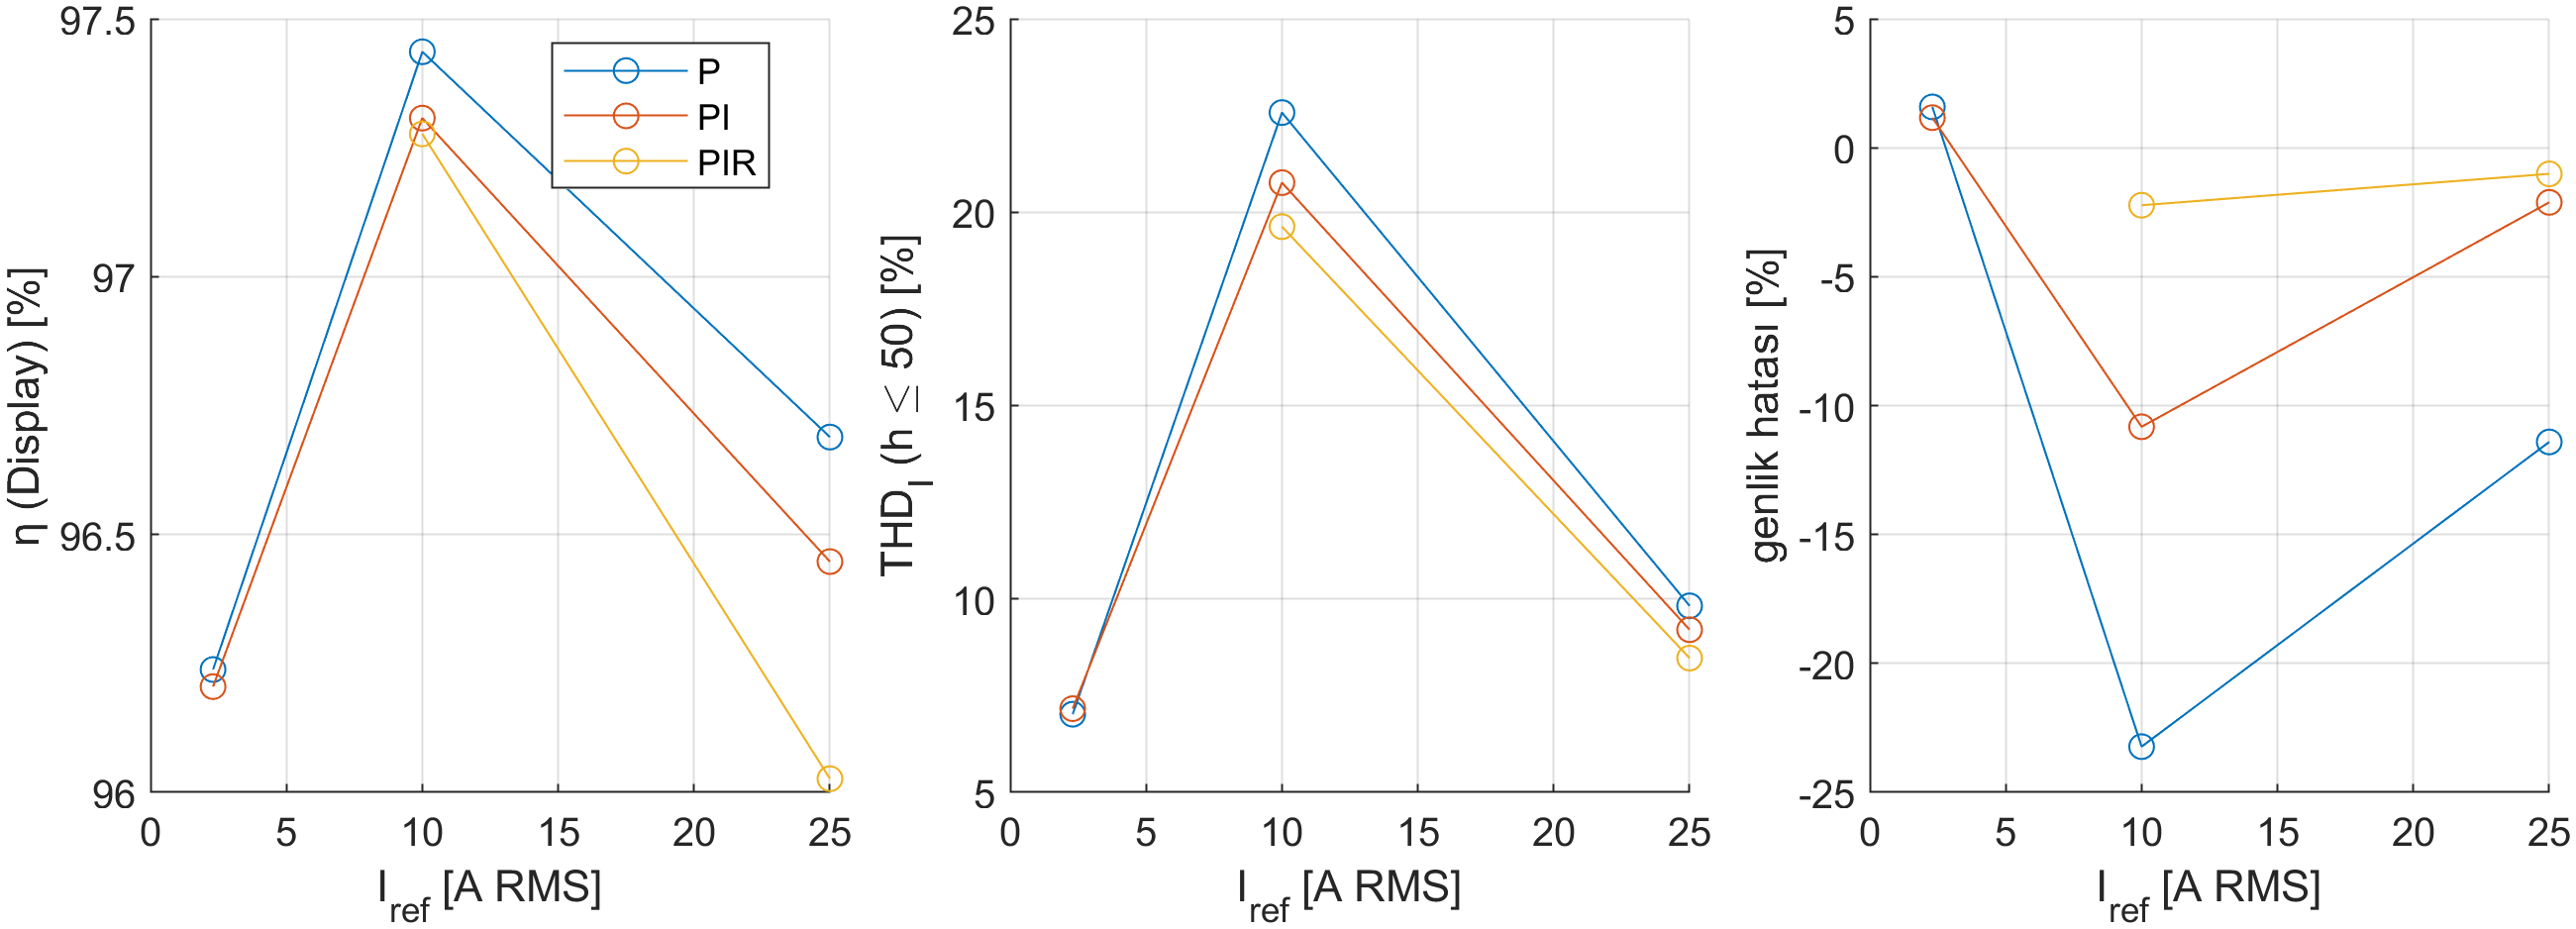 η (Display) [%]
97.5
97
96.5
96
0 5 10 15 20 25
I_ref [A RMS]
P
PI
PIR
THD_I (h ≤ 50) [%]
25
20
15
10
5
0 5 10 15 20 25
I_ref [A RMS]
genlik hatası [%]
5
0
-5
-10
-15
-20
-25
0 5 10 15 20 25
I_ref [A RMS]